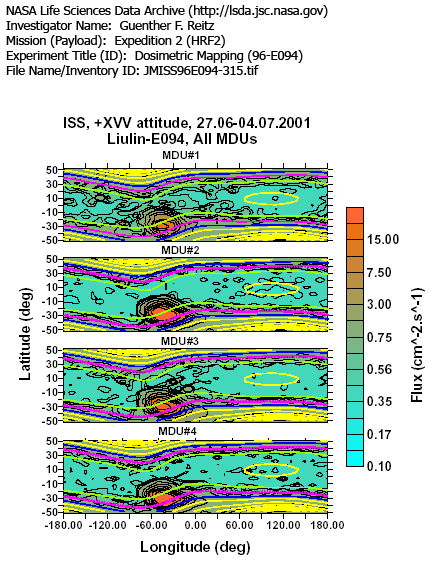 NASA Life Sciences Data Archive (http://lsda.jsc.nasa.gov)
Investigator Name: Guenther F. Reitz
Mission (Payload): Expedition 2 (HRF2)
Experiment Title (ID): Dosimetric Mapping (96-E094)
File Name/Inventory ID: JMISS96E094-315.tif
ISS, +XVV attitude, 27.06-04.07.2001
Liulin-E094, All MDUs
MDU#1
50
30
10
-10
-30
-50
MDU#2
50
30
10
-10
-30
-50
MDU#3
50
30
10
-10
-30
-50
MDU#4
50
30
10
-10
-30
-50
-180.00 -120.00 -60.00 0.00 60.00 120.00 180.00
Longitude (deg)
Latitude (deg)
15.00
7.50
3.00
0.75
0.56
0.35
0.17
0.10
Flux (cm^-2.s^-1)